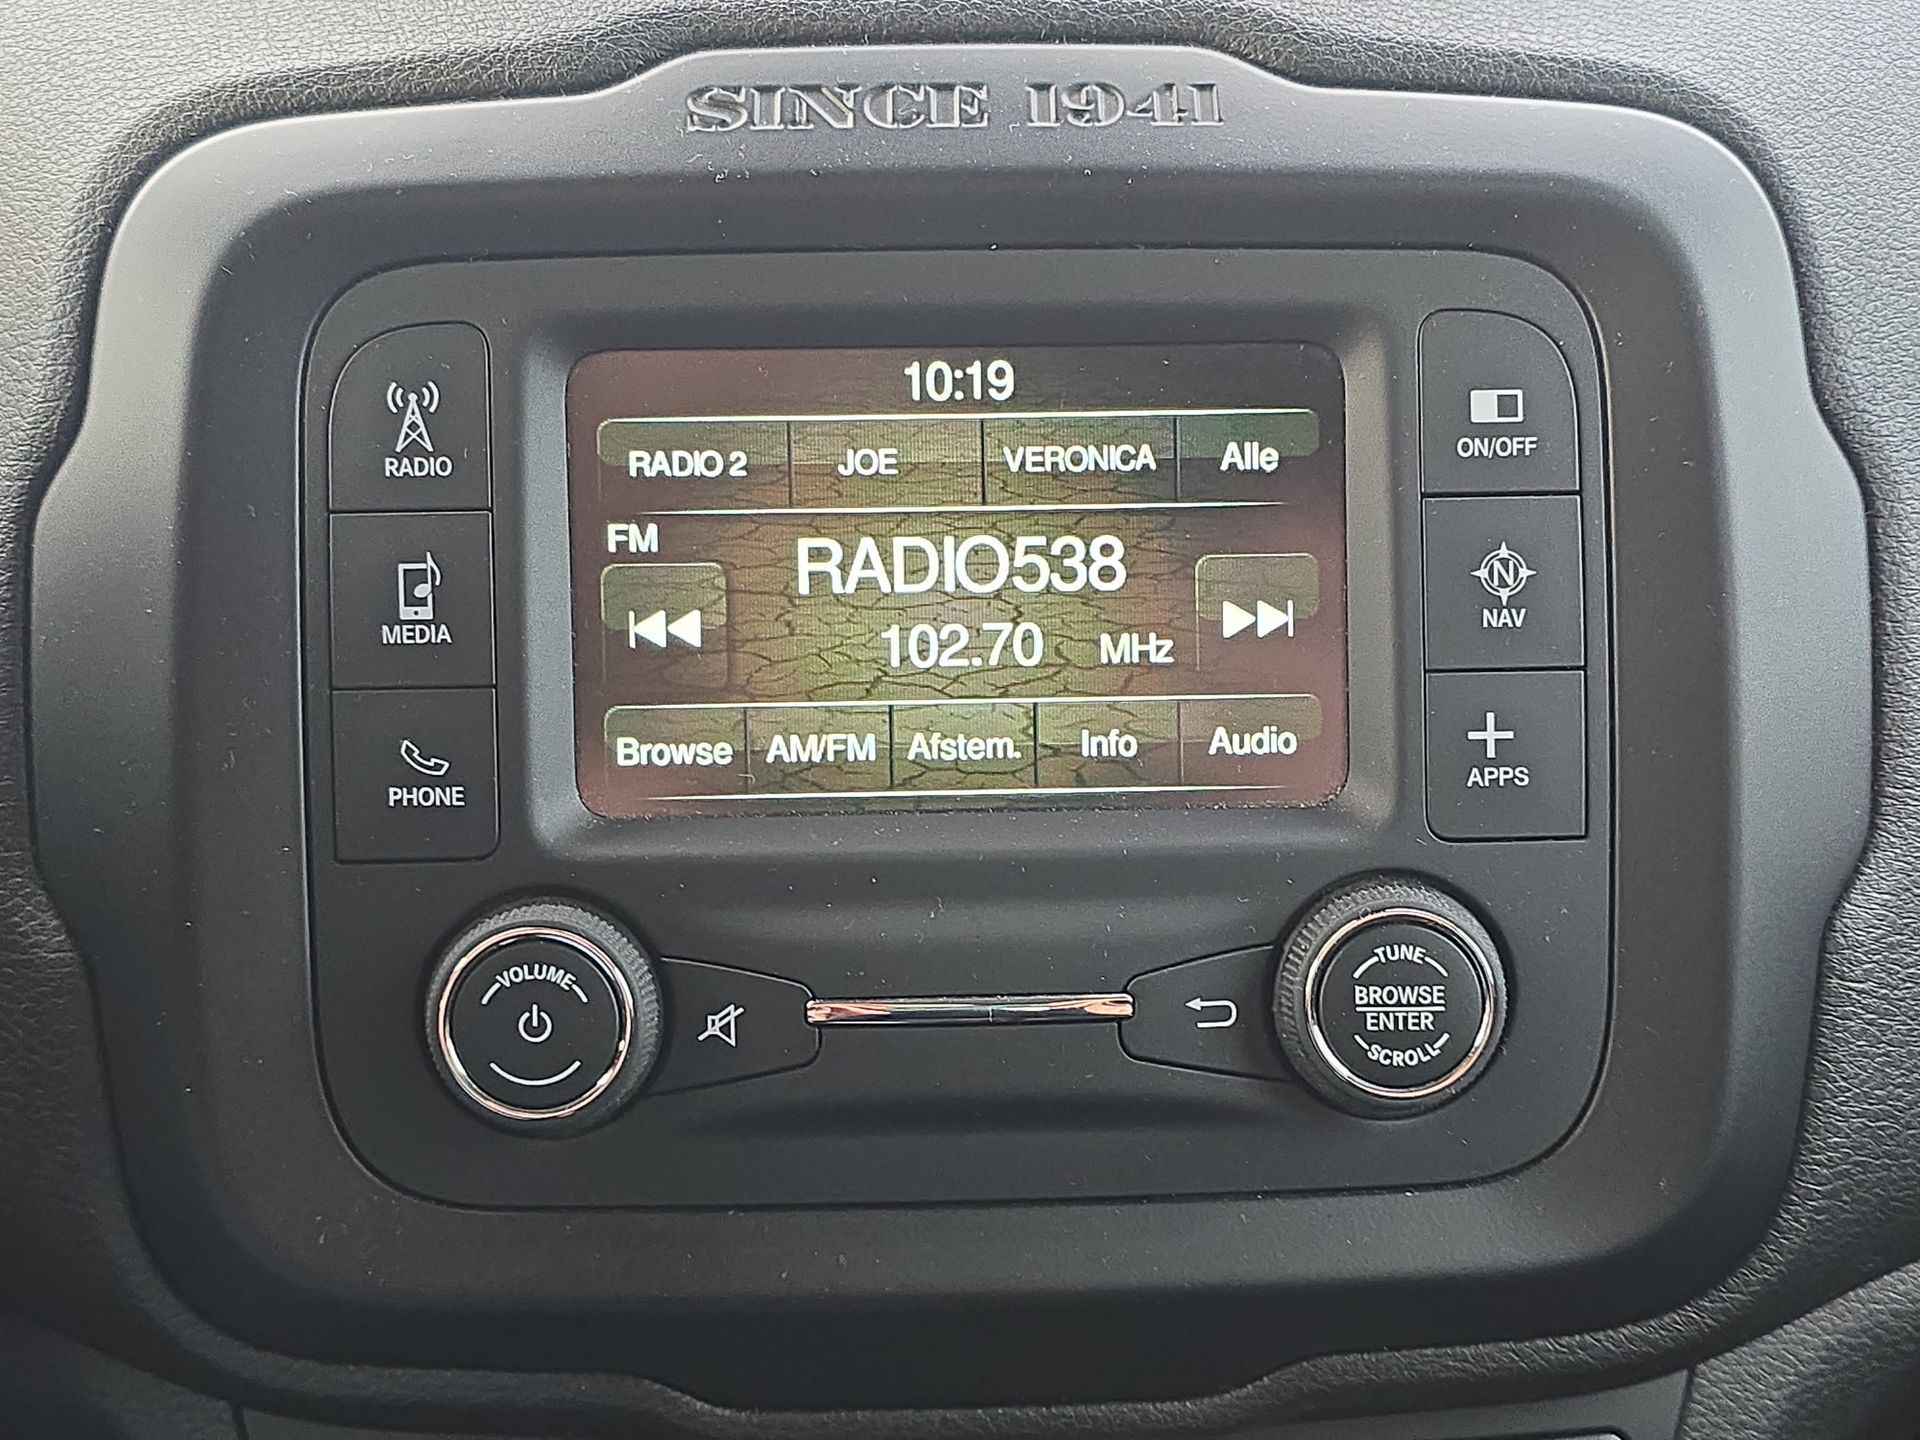 SINCE 1941
10:19
RADIO 2 JOE VERONICA Alle
FM
RADIO538
102.70 MHz
Browse AM/FM Afstem. Info Audio
RADIO
MEDIA
PHONE
ON/OFF
N
NAV
APPS
VOLUME
TUNE
BROWSE
ENTER
SCROLL